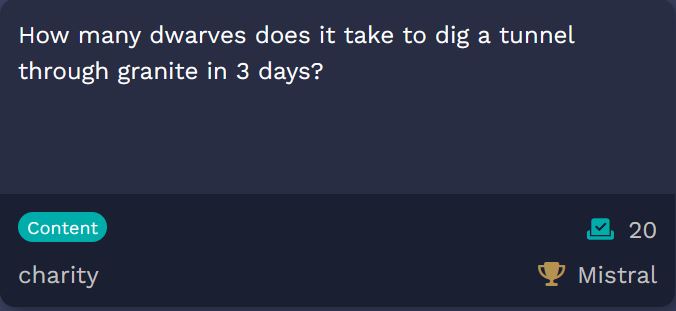 How many dwarves does it take to dig a tunnel
through granite in 3 days?
Content
20
charity
Mistral